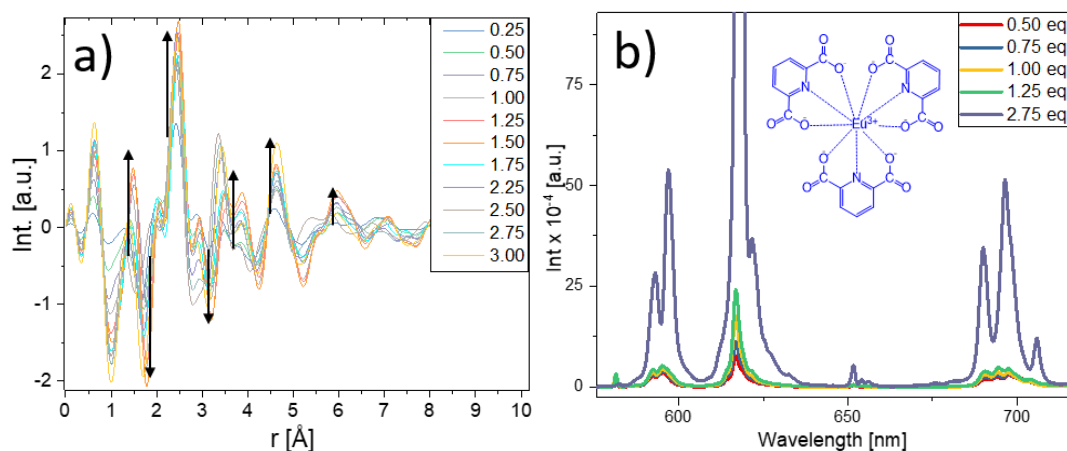 a)
Int. [a.u.]
2
1
0
-1
-2
0 1 2 3 4 5 6 7 8 9 10
r [Å]
0.25
0.50
0.75
1.00
1.25
1.50
1.75
2.25
2.50
2.75
3.00
b)
Int x 10⁻⁴ [a.u.]
75
50
25
0
600 650 700
Wavelength [nm]
0.50 eq
0.75 eq
1.00 eq
1.25 eq
2.75 eq
O O
C C
O⁻ O⁻
N N
O⁻ Eu³⁺ O⁻
O C C O
O⁻ O⁻
O C N C O